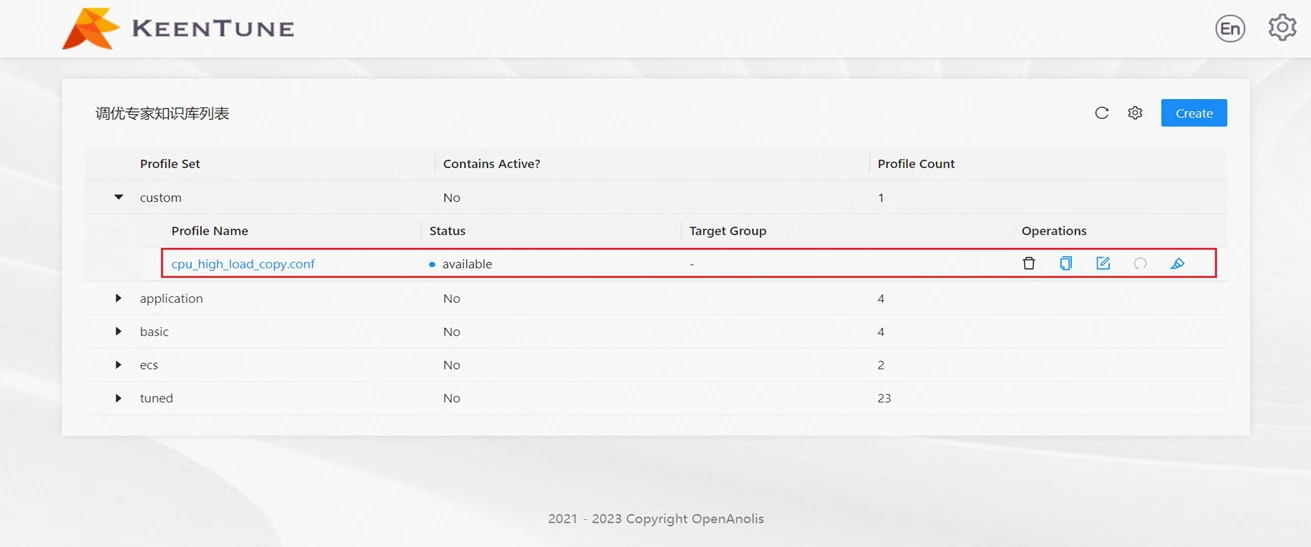 KEENTUNE
En
调优专家知识库列表
Create
Profile Set Contains Active? Profile Count
custom No 1
Profile Name Status Target Group Operations
cpu_high_load_copy.conf available -
application No 4
basic No 4
ecs No 2
tuned No 23
2021 - 2023 Copyright OpenAnolis